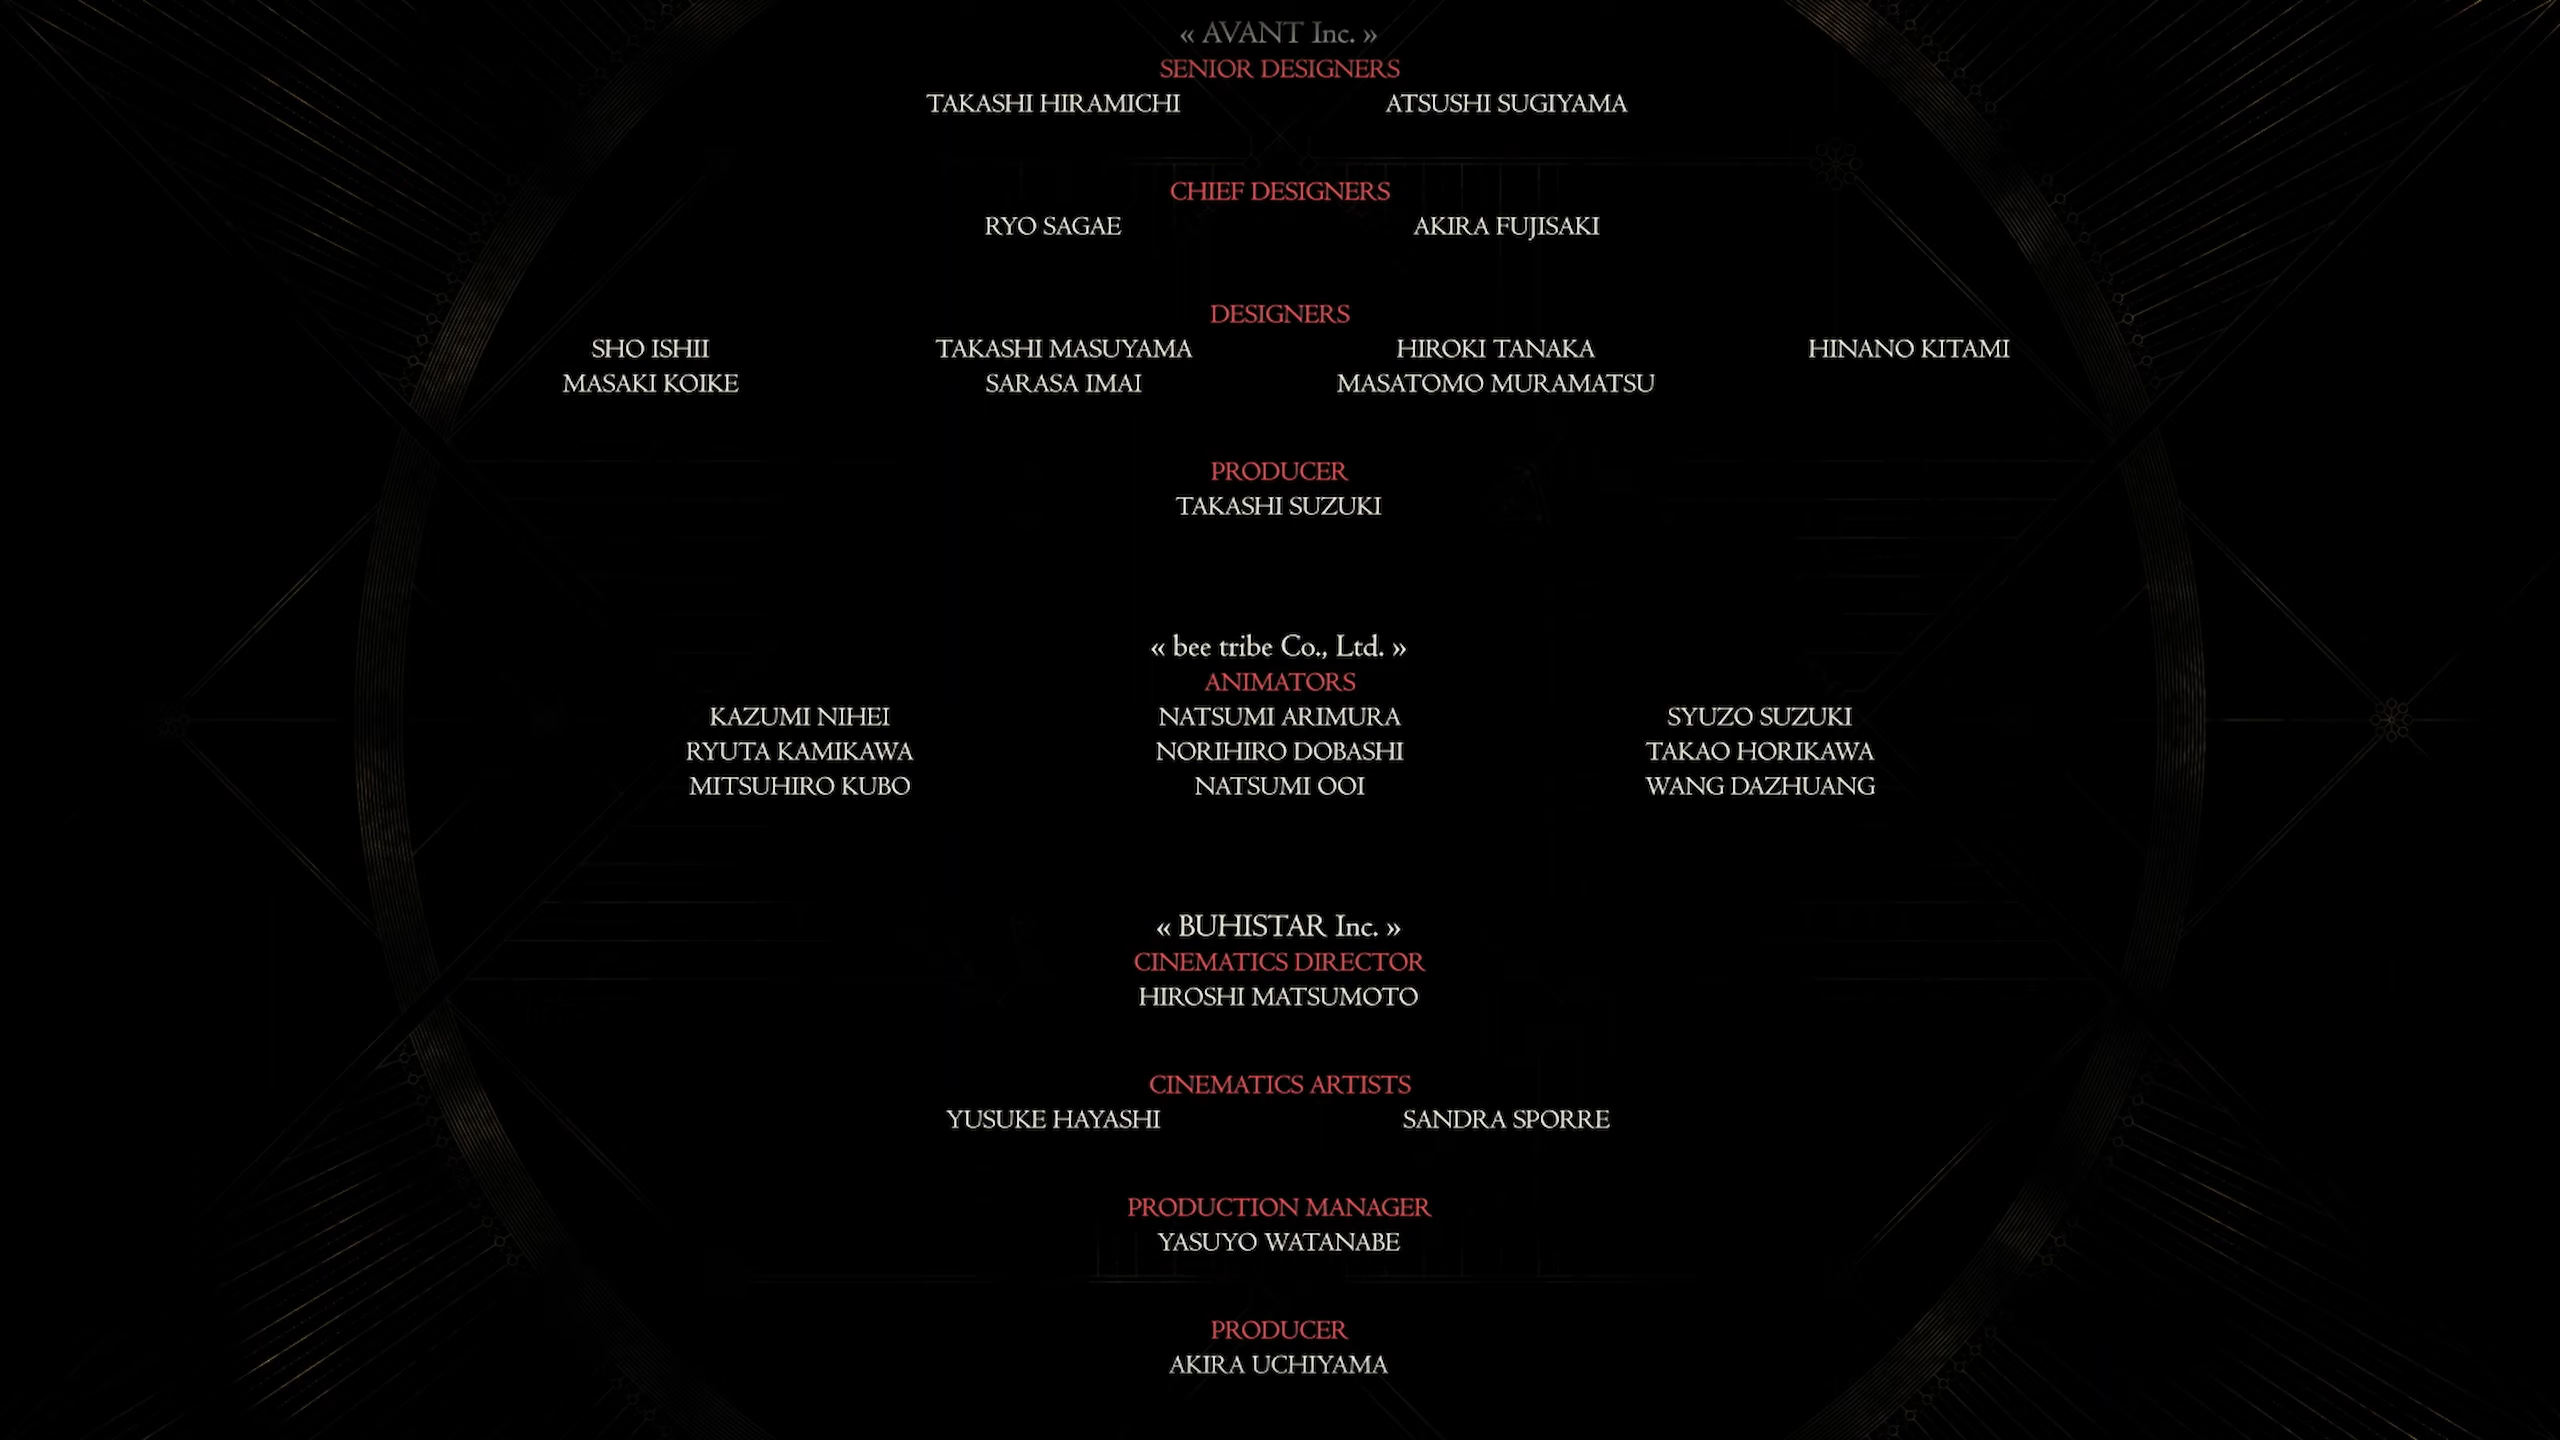 « AVANT Inc. »
SENIOR DESIGNERS
TAKASHI HIRAMICHI ATSUSHI SUGIYAMA
CHIEF DESIGNERS
RYO SAGAE AKIRA FUJISAKI
DESIGNERS
SHO ISHII TAKASHI MASUYAMA HIROKI TANAKA HINANO KITAMI
MASAKI KOIKE SARASA IMAI MASATOMO MURAMATSU
PRODUCER
TAKASHI SUZUKI
« bee tribe Co., Ltd. »
ANIMATORS
KAZUMI NIHEI NATSUMI ARIMURA SYUZO SUZUKI
RYUTA KAMIKAWA NORIHIRO DOBASHI TAKAO HORIKAWA
MITSUHIRO KUBO NATSUMI OOI WANG DAZHUANG
« BUHISTAR Inc. »
CINEMATICS DIRECTOR
HIROSHI MATSUMOTO
CINEMATICS ARTISTS
YUSUKE HAYASHI SANDRA SPORRE
PRODUCTION MANAGER
YASUYO WATANABE
PRODUCER
AKIRA UCHIYAMA